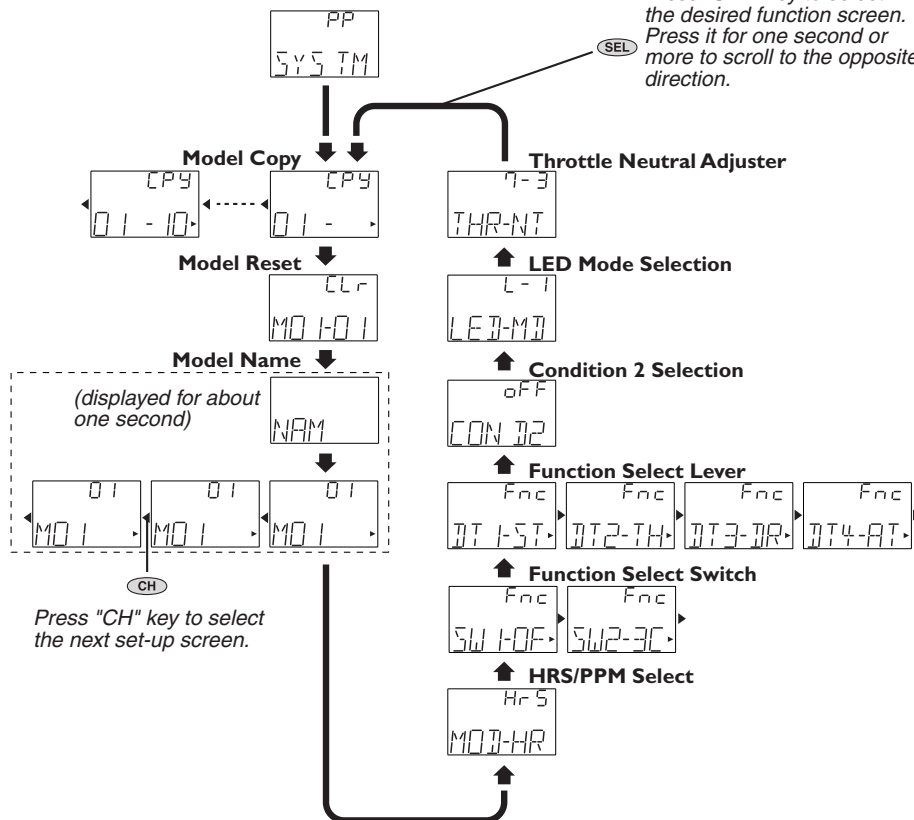 the desired function screen.
Press it for one second or
more to scroll to the opposite
direction.
SEL
PP
SYSTM
Model Copy
CPY
01 - 10
CPY
01 -
Model Reset
CLr
M01-01
Model Name
(displayed for about
one second)
NAM
01
M01
01
M01
01
M01
CH
Press "CH" key to select
the next set-up screen.
Throttle Neutral Adjuster
7-3
THR-NT
LED Mode Selection
L-1
LED-MD
Condition 2 Selection
oFF
CON D2
Function Select Lever
Fnc
DT1-ST
Fnc
DT2-TH
Fnc
DT3-DR
Fnc
DT4-AT
Function Select Switch
Fnc
SW1-OF
Fnc
SW2-3C
HRS/PPM Select
HrS
MOD-HR